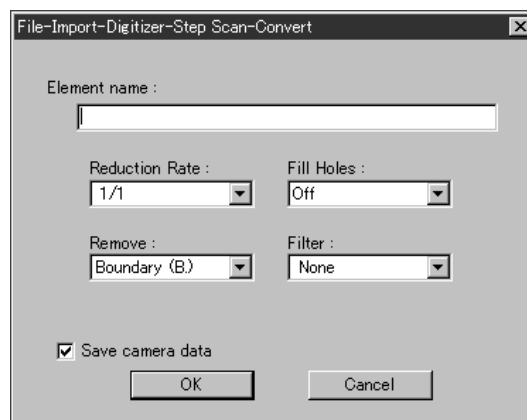 File-Import-Digitizer-Step Scan-Convert
Element name :
Reduction Rate : Fill Holes :
1/1 Off
Remove : Filter :
Boundary (B.) None
Save camera data
OK Cancel